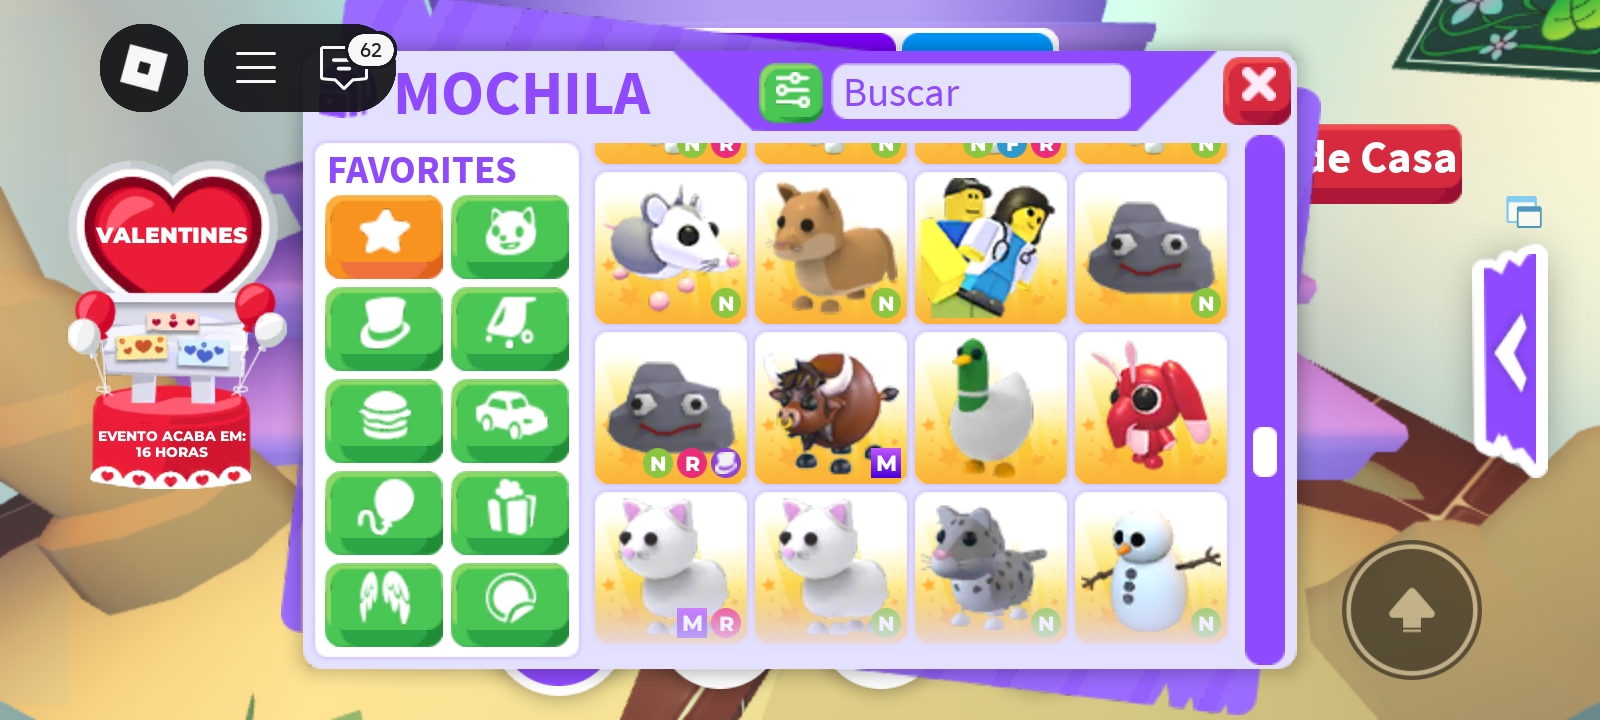 62
MOCHILA
Buscar
FAVORITES
de Casa
VALENTINES
EVENTO ACABA EM:
16 HORAS
N R
N
N F R
N
N
N
N
N R
M
M R
N
N
N